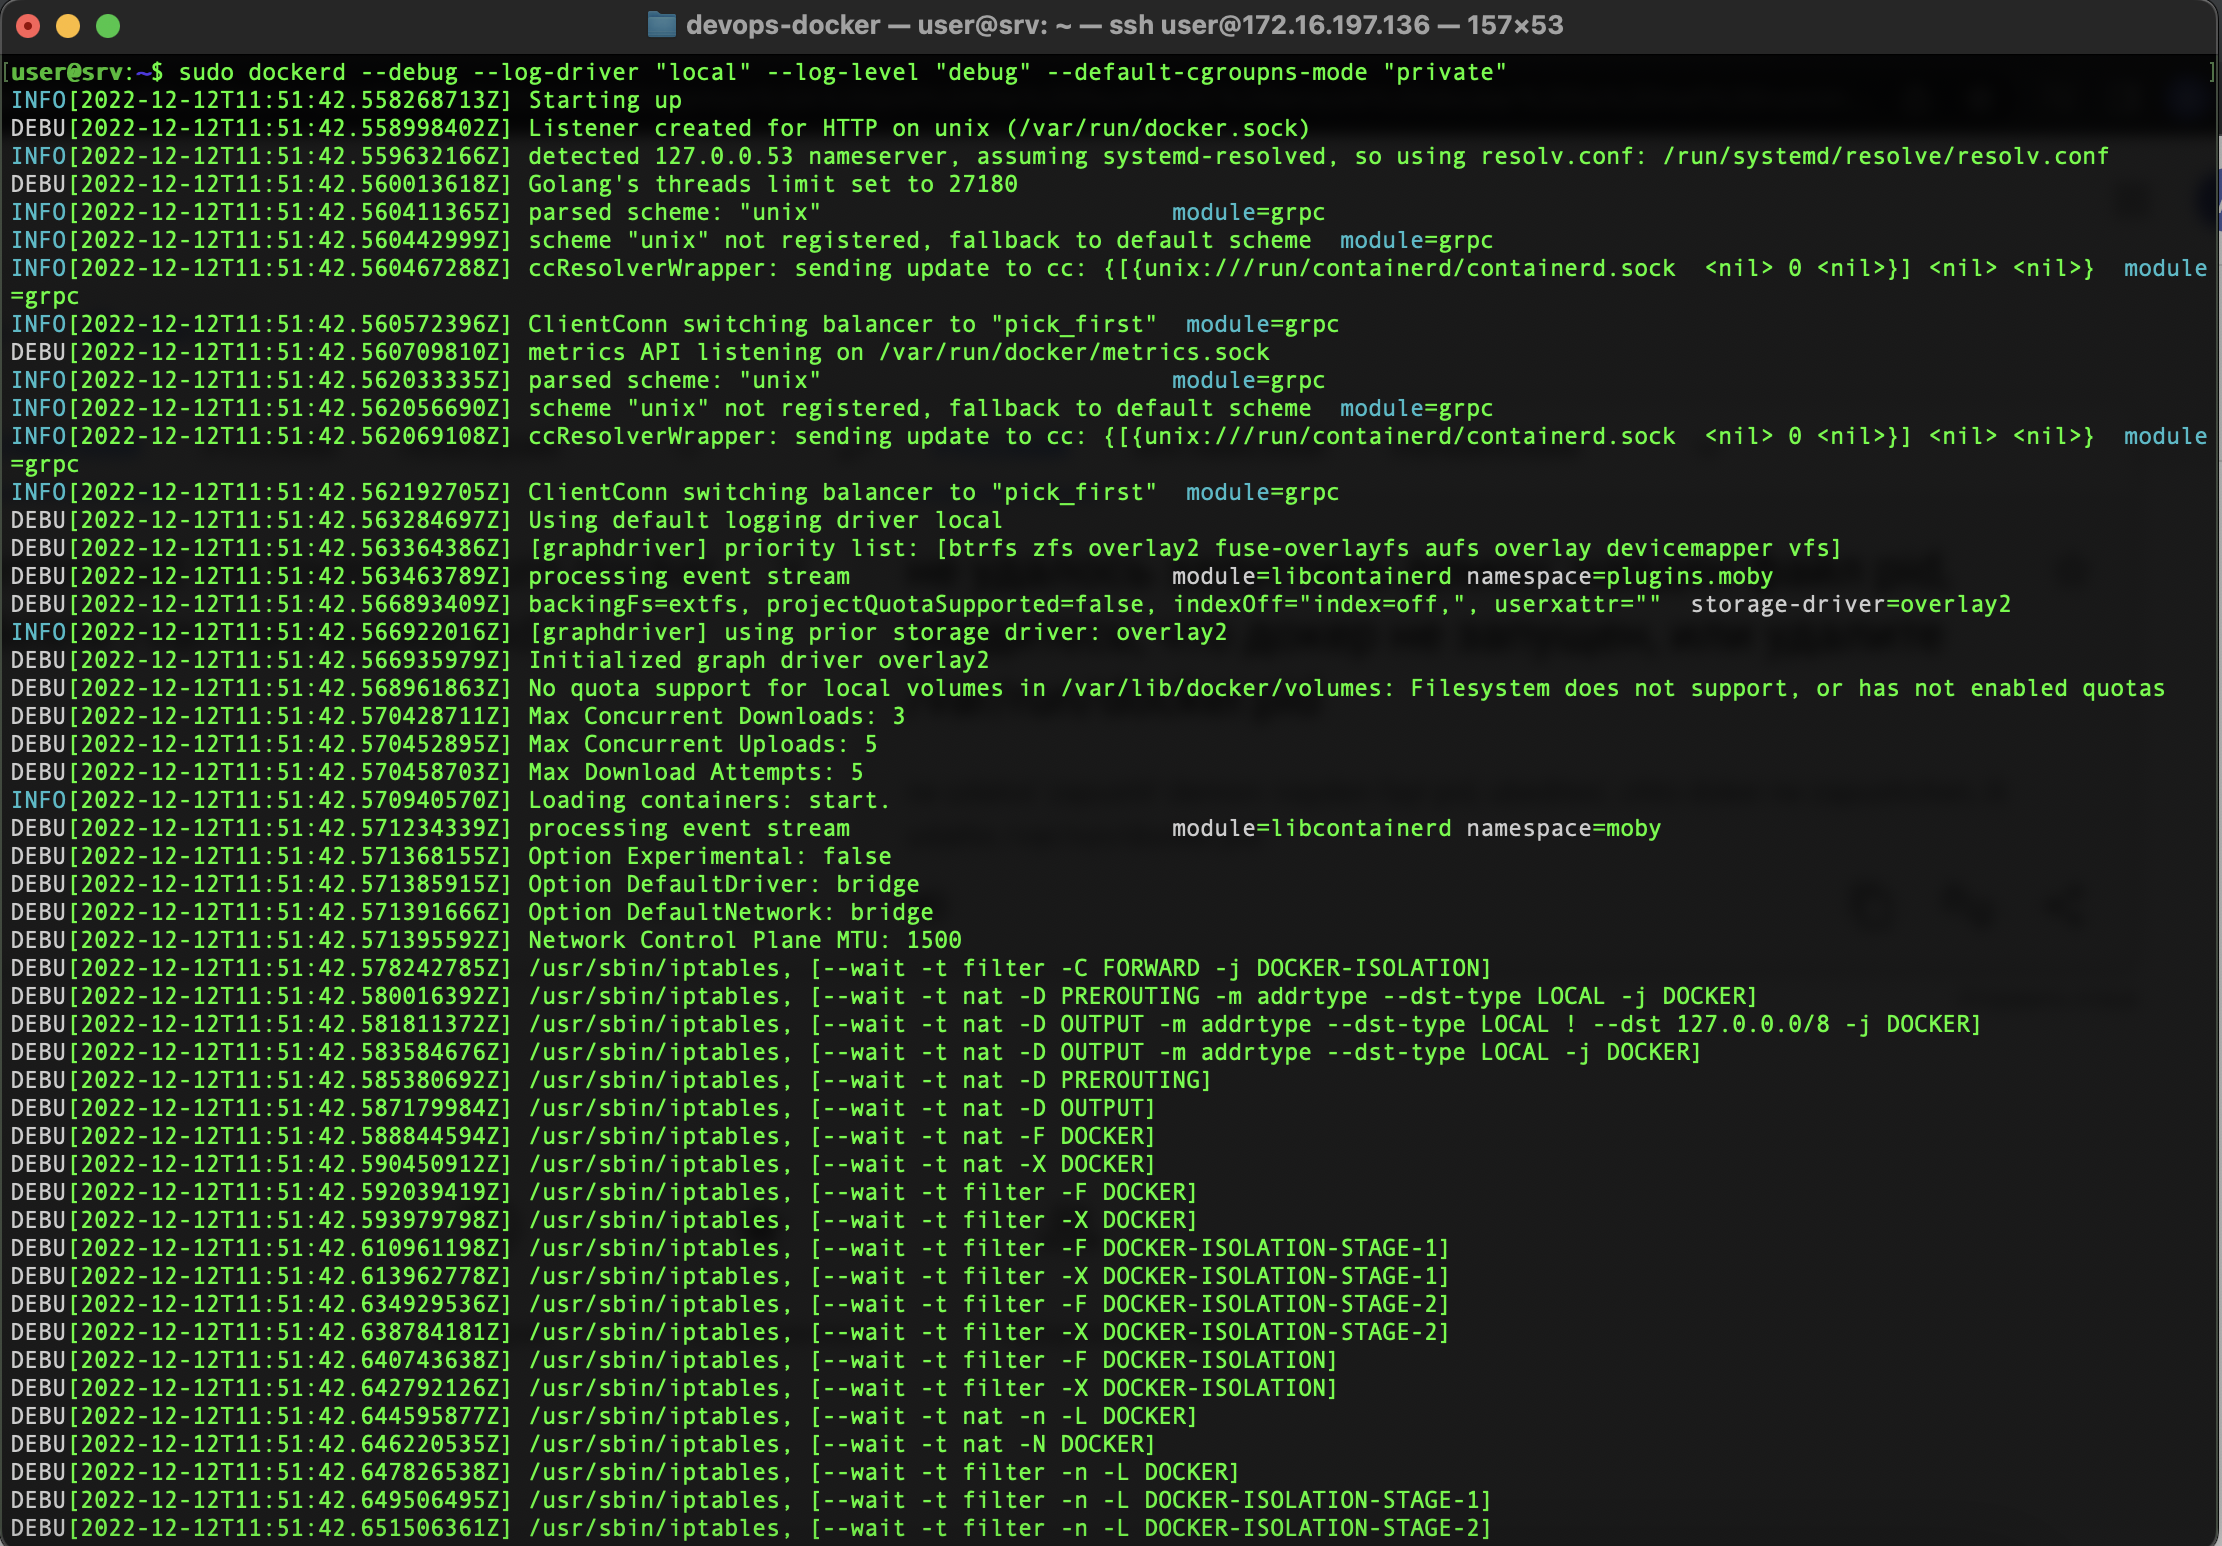 devops-docker — user@srv: ~ — ssh user@172.16.197.136 — 157×53
[user@srv:~$ sudo dockerd --debug --log-driver "local" --log-level "debug" --default-cgroupns-mode "private" ]
INFO[2022-12-12T11:51:42.558268713Z] Starting up
DEBU[2022-12-12T11:51:42.558998402Z] Listener created for HTTP on unix (/var/run/docker.sock)
INFO[2022-12-12T11:51:42.559632166Z] detected 127.0.0.53 nameserver, assuming systemd-resolved, so using resolv.conf: /run/systemd/resolve/resolv.conf
DEBU[2022-12-12T11:51:42.560013618Z] Golang's threads limit set to 27180
INFO[2022-12-12T11:51:42.560411365Z] parsed scheme: "unix" module=grpc
INFO[2022-12-12T11:51:42.560442999Z] scheme "unix" not registered, fallback to default scheme module=grpc
INFO[2022-12-12T11:51:42.560467288Z] ccResolverWrapper: sending update to cc: {[{unix:///run/containerd/containerd.sock <nil> 0 <nil>}] <nil> <nil>} module
=grpc
INFO[2022-12-12T11:51:42.560572396Z] ClientConn switching balancer to "pick_first" module=grpc
DEBU[2022-12-12T11:51:42.560709810Z] metrics API listening on /var/run/docker/metrics.sock
INFO[2022-12-12T11:51:42.562033335Z] parsed scheme: "unix" module=grpc
INFO[2022-12-12T11:51:42.562056690Z] scheme "unix" not registered, fallback to default scheme module=grpc
INFO[2022-12-12T11:51:42.562069108Z] ccResolverWrapper: sending update to cc: {[{unix:///run/containerd/containerd.sock <nil> 0 <nil>}] <nil> <nil>} module
=grpc
INFO[2022-12-12T11:51:42.562192705Z] ClientConn switching balancer to "pick_first" module=grpc
DEBU[2022-12-12T11:51:42.563284697Z] Using default logging driver local
DEBU[2022-12-12T11:51:42.563364386Z] [graphdriver] priority list: [btrfs zfs overlay2 fuse-overlayfs aufs overlay devicemapper vfs]
DEBU[2022-12-12T11:51:42.563463789Z] processing event stream module=libcontainerd namespace=plugins.moby
DEBU[2022-12-12T11:51:42.566893409Z] backingFs=extfs, projectQuotaSupported=false, indexOff="index=off,", userxattr="" storage-driver=overlay2
INFO[2022-12-12T11:51:42.566922016Z] [graphdriver] using prior storage driver: overlay2
DEBU[2022-12-12T11:51:42.566935979Z] Initialized graph driver overlay2
DEBU[2022-12-12T11:51:42.568961863Z] No quota support for local volumes in /var/lib/docker/volumes: Filesystem does not support, or has not enabled quotas
DEBU[2022-12-12T11:51:42.570428711Z] Max Concurrent Downloads: 3
DEBU[2022-12-12T11:51:42.570452895Z] Max Concurrent Uploads: 5
DEBU[2022-12-12T11:51:42.570458703Z] Max Download Attempts: 5
INFO[2022-12-12T11:51:42.570940570Z] Loading containers: start.
DEBU[2022-12-12T11:51:42.571234339Z] processing event stream module=libcontainerd namespace=moby
DEBU[2022-12-12T11:51:42.571368155Z] Option Experimental: false
DEBU[2022-12-12T11:51:42.571385915Z] Option DefaultDriver: bridge
DEBU[2022-12-12T11:51:42.571391666Z] Option DefaultNetwork: bridge
DEBU[2022-12-12T11:51:42.571395592Z] Network Control Plane MTU: 1500
DEBU[2022-12-12T11:51:42.578242785Z] /usr/sbin/iptables, [--wait -t filter -C FORWARD -j DOCKER-ISOLATION]
DEBU[2022-12-12T11:51:42.580016392Z] /usr/sbin/iptables, [--wait -t nat -D PREROUTING -m addrtype --dst-type LOCAL -j DOCKER]
DEBU[2022-12-12T11:51:42.581811372Z] /usr/sbin/iptables, [--wait -t nat -D OUTPUT -m addrtype --dst-type LOCAL ! --dst 127.0.0.0/8 -j DOCKER]
DEBU[2022-12-12T11:51:42.583584676Z] /usr/sbin/iptables, [--wait -t nat -D OUTPUT -m addrtype --dst-type LOCAL -j DOCKER]
DEBU[2022-12-12T11:51:42.585380692Z] /usr/sbin/iptables, [--wait -t nat -D PREROUTING]
DEBU[2022-12-12T11:51:42.587179984Z] /usr/sbin/iptables, [--wait -t nat -D OUTPUT]
DEBU[2022-12-12T11:51:42.588844594Z] /usr/sbin/iptables, [--wait -t nat -F DOCKER]
DEBU[2022-12-12T11:51:42.590450912Z] /usr/sbin/iptables, [--wait -t nat -X DOCKER]
DEBU[2022-12-12T11:51:42.592039419Z] /usr/sbin/iptables, [--wait -t filter -F DOCKER]
DEBU[2022-12-12T11:51:42.593979798Z] /usr/sbin/iptables, [--wait -t filter -X DOCKER]
DEBU[2022-12-12T11:51:42.610961198Z] /usr/sbin/iptables, [--wait -t filter -F DOCKER-ISOLATION-STAGE-1]
DEBU[2022-12-12T11:51:42.613962778Z] /usr/sbin/iptables, [--wait -t filter -X DOCKER-ISOLATION-STAGE-1]
DEBU[2022-12-12T11:51:42.634929536Z] /usr/sbin/iptables, [--wait -t filter -F DOCKER-ISOLATION-STAGE-2]
DEBU[2022-12-12T11:51:42.638784181Z] /usr/sbin/iptables, [--wait -t filter -X DOCKER-ISOLATION-STAGE-2]
DEBU[2022-12-12T11:51:42.640743638Z] /usr/sbin/iptables, [--wait -t filter -F DOCKER-ISOLATION]
DEBU[2022-12-12T11:51:42.642792126Z] /usr/sbin/iptables, [--wait -t filter -X DOCKER-ISOLATION]
DEBU[2022-12-12T11:51:42.644595877Z] /usr/sbin/iptables, [--wait -t nat -n -L DOCKER]
DEBU[2022-12-12T11:51:42.646220535Z] /usr/sbin/iptables, [--wait -t nat -N DOCKER]
DEBU[2022-12-12T11:51:42.647826538Z] /usr/sbin/iptables, [--wait -t filter -n -L DOCKER]
DEBU[2022-12-12T11:51:42.649506495Z] /usr/sbin/iptables, [--wait -t filter -n -L DOCKER-ISOLATION-STAGE-1]
DEBU[2022-12-12T11:51:42.651506361Z] /usr/sbin/iptables, [--wait -t filter -n -L DOCKER-ISOLATION-STAGE-2]